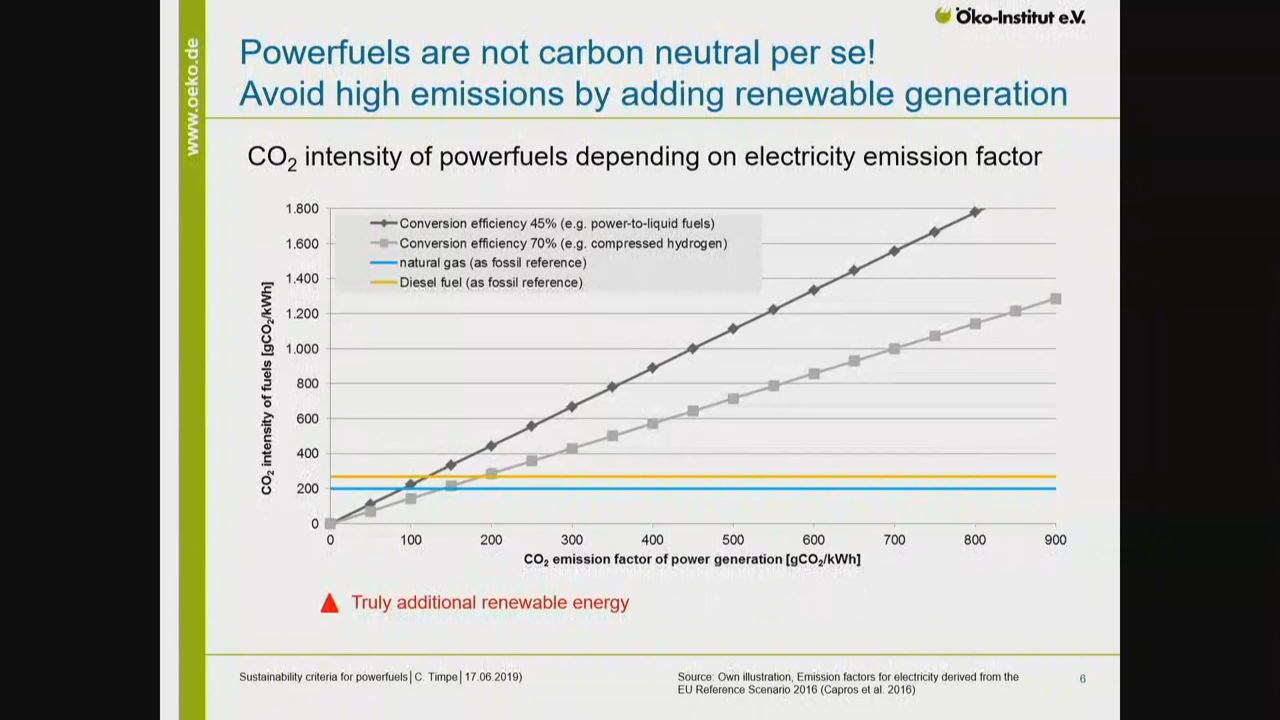 Öko-Institut e.V.
www.oeko.de
Powerfuels are not carbon neutral per se!
Avoid high emissions by adding renewable generation
CO₂ intensity of powerfuels depending on electricity emission factor
Conversion efficiency 45% (e.g. power-to-liquid fuels)
Conversion efficiency 70% (e.g. compressed hydrogen)
natural gas (as fossil reference)
Diesel fuel (as fossil reference)
CO₂ intensity of fuels [gCO₂/kWh]
1.800
1.600
1.400
1.200
1.000
800
600
400
200
0
0 100 200 300 400 500 600 700 800 900
CO₂ emission factor of power generation [gCO₂/kWh]
Truly additional renewable energy
Sustainability criteria for powerfuels│C. Timpe│17.06.2019)
Source: Own illustration, Emission factors for electricity derived from the
EU Reference Scenario 2016 (Capros et al. 2016)
6